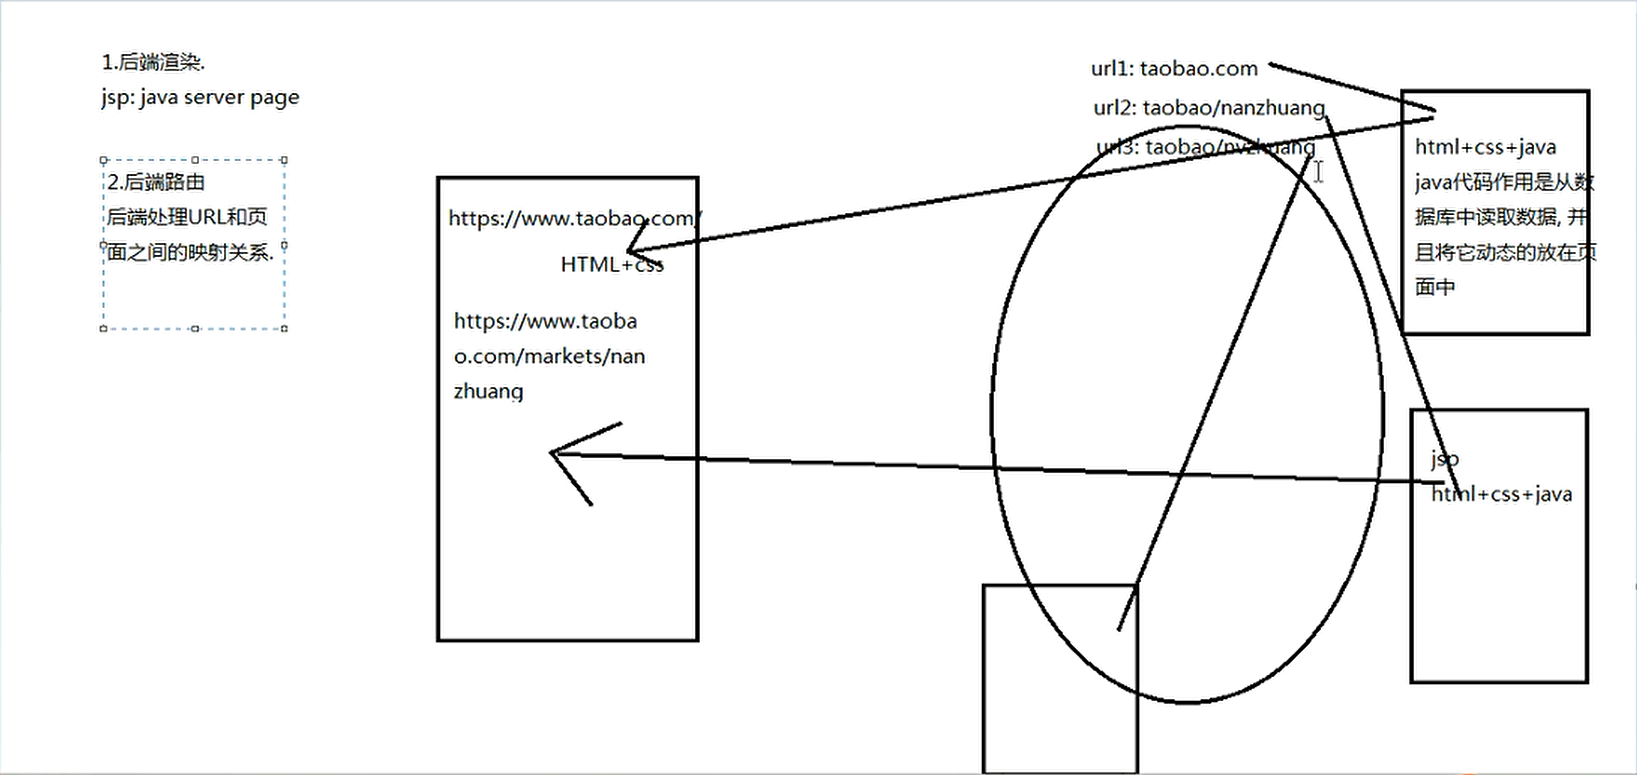 1.后端渲染.
jsp: java server page
2.后端路由
后端处理URL和页
面之间的映射关系.
https://www.taobao.com/
HTML+css
https://www.taoba
o.com/markets/nan
zhuang
url1: taobao.com
url2: taobao/nanzhuang
url3: taobao/nvzhuang
html+css+java
java代码作用是从数
据库中读取数据, 并
且将它动态的放在页
面中
jsp
html+css+java